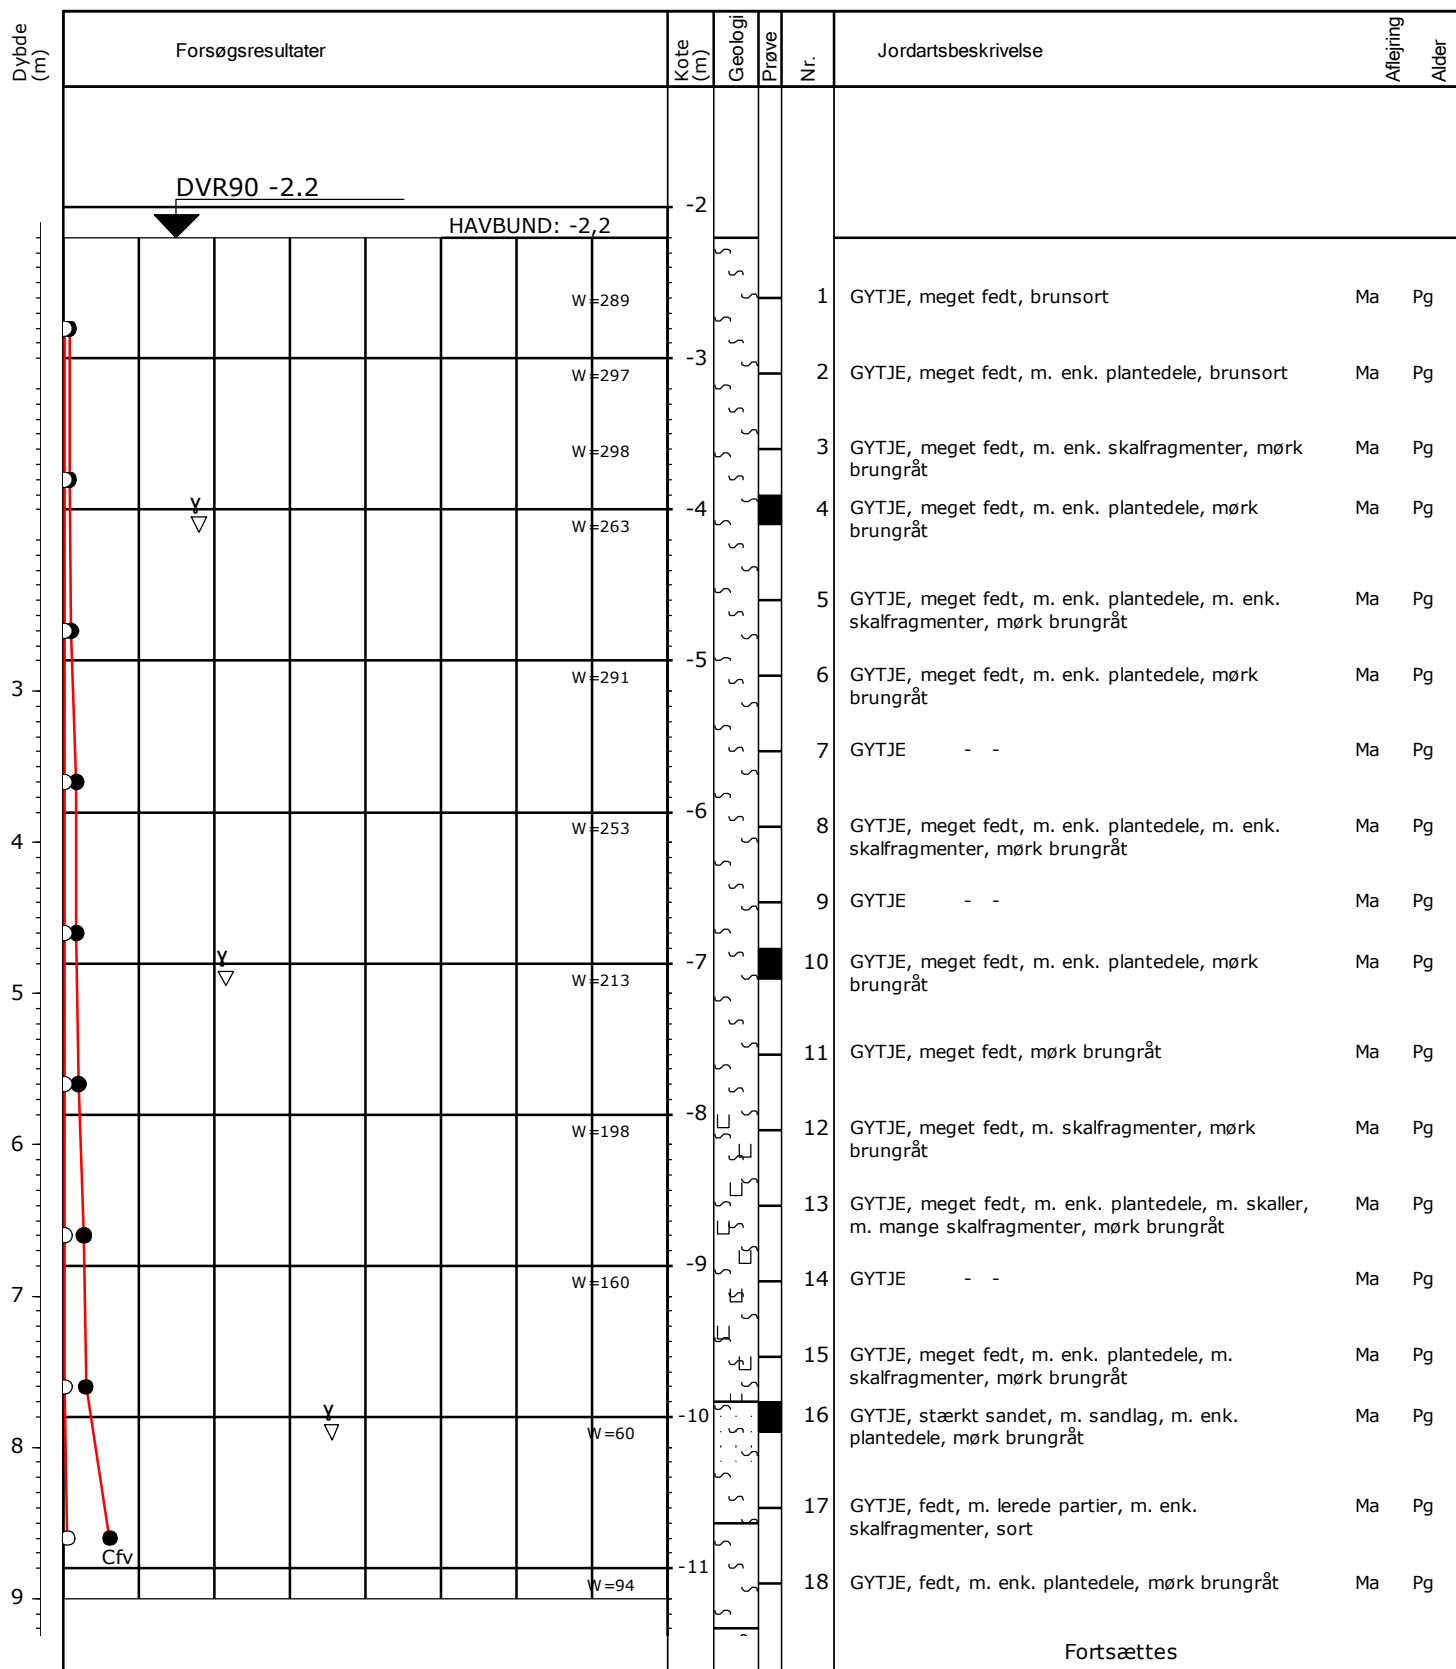 Dybde (m)
Forsøgsresultater
Kote (m)
Geologi
Prøve
Nr.
Jordartsbeskrivelse
Aflejring
Alder
DVR90 -2.2
-2
HAVBUND: -2,2
W=289
1 GYTJE, meget fedt, brunsort Ma Pg
-3
W=297
2 GYTJE, meget fedt, m. enk. plantedele, brunsort Ma Pg
W=298
3 GYTJE, meget fedt, m. enk. skalfragmenter, mørk Ma Pg
brungråt
γ
-4
W=263
4 GYTJE, meget fedt, m. enk. plantedele, mørk Ma Pg
brungråt
5 GYTJE, meget fedt, m. enk. plantedele, m. enk. Ma Pg
skalfragmenter, mørk brungråt
-5
3
W=291
6 GYTJE, meget fedt, m. enk. plantedele, mørk Ma Pg
brungråt
7 GYTJE - - Ma Pg
-6
4
W=253
8 GYTJE, meget fedt, m. enk. plantedele, m. enk. Ma Pg
skalfragmenter, mørk brungråt
9 GYTJE - - Ma Pg
γ
-7
5
W=213
10 GYTJE, meget fedt, m. enk. plantedele, mørk Ma Pg
brungråt
11 GYTJE, meget fedt, mørk brungråt Ma Pg
-8
6
W=198
12 GYTJE, meget fedt, m. skalfragmenter, mørk Ma Pg
brungråt
13 GYTJE, meget fedt, m. enk. plantedele, m. skaller, Ma Pg
m. mange skalfragmenter, mørk brungråt
-9
7
W=160
14 GYTJE - - Ma Pg
15 GYTJE, meget fedt, m. enk. plantedele, m. Ma Pg
skalfragmenter, mørk brungråt
γ
-10
8
W=60
16 GYTJE, stærkt sandet, m. sandlag, m. enk. Ma Pg
plantedele, mørk brungråt
17 GYTJE, fedt, m. lerede partier, m. enk. Ma Pg
skalfragmenter, sort
Cfv
-11
9
W=94
18 GYTJE, fedt, m. enk. plantedele, mørk brungråt Ma Pg
Fortsættes